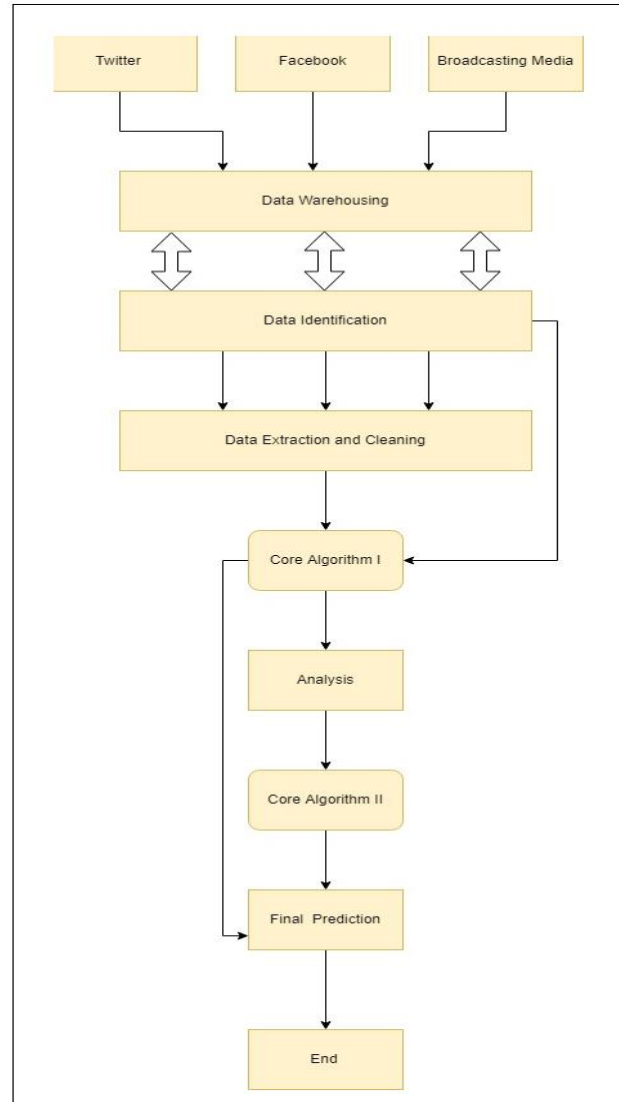 Twitter
Facebook
Broadcasting Media
Data Warehousing
Data Identification
Data Extraction and Cleaning
Core Algorithm I
Analysis
Core Algorithm II
Final Prediction
End